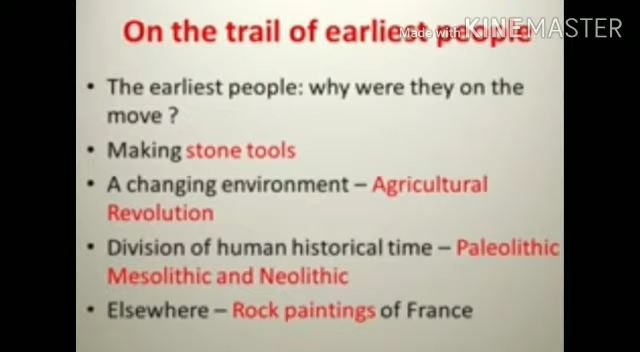 On the trail of earliest people
Made with KINEMASTER
• The earliest people: why were they on the
move ?
• Making stone tools
• A changing environment – Agricultural
Revolution
• Division of human historical time – Paleolithic
Mesolithic and Neolithic
• Elsewhere – Rock paintings of France